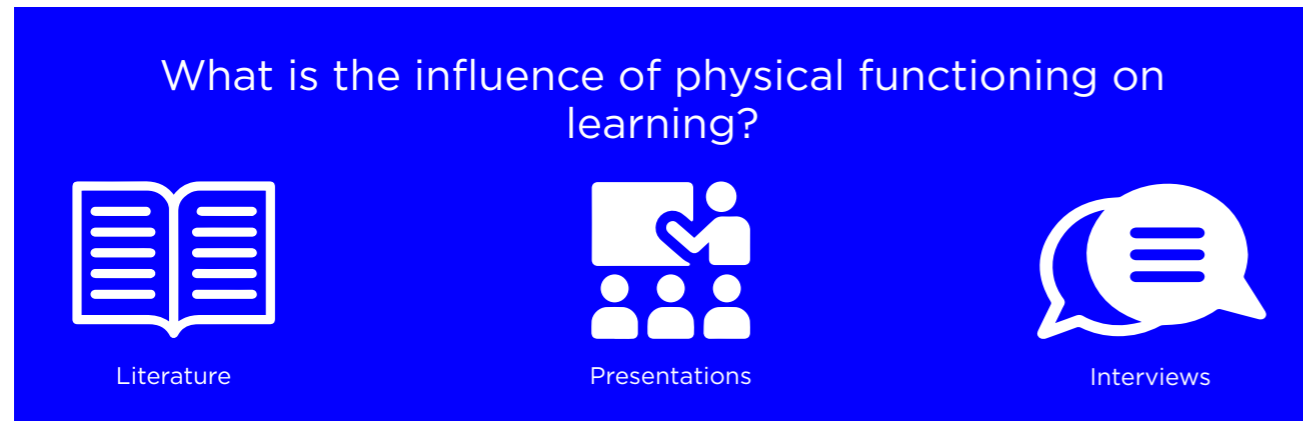 What is the influence of physical functioning on
learning?
Literature
Presentations
Interviews